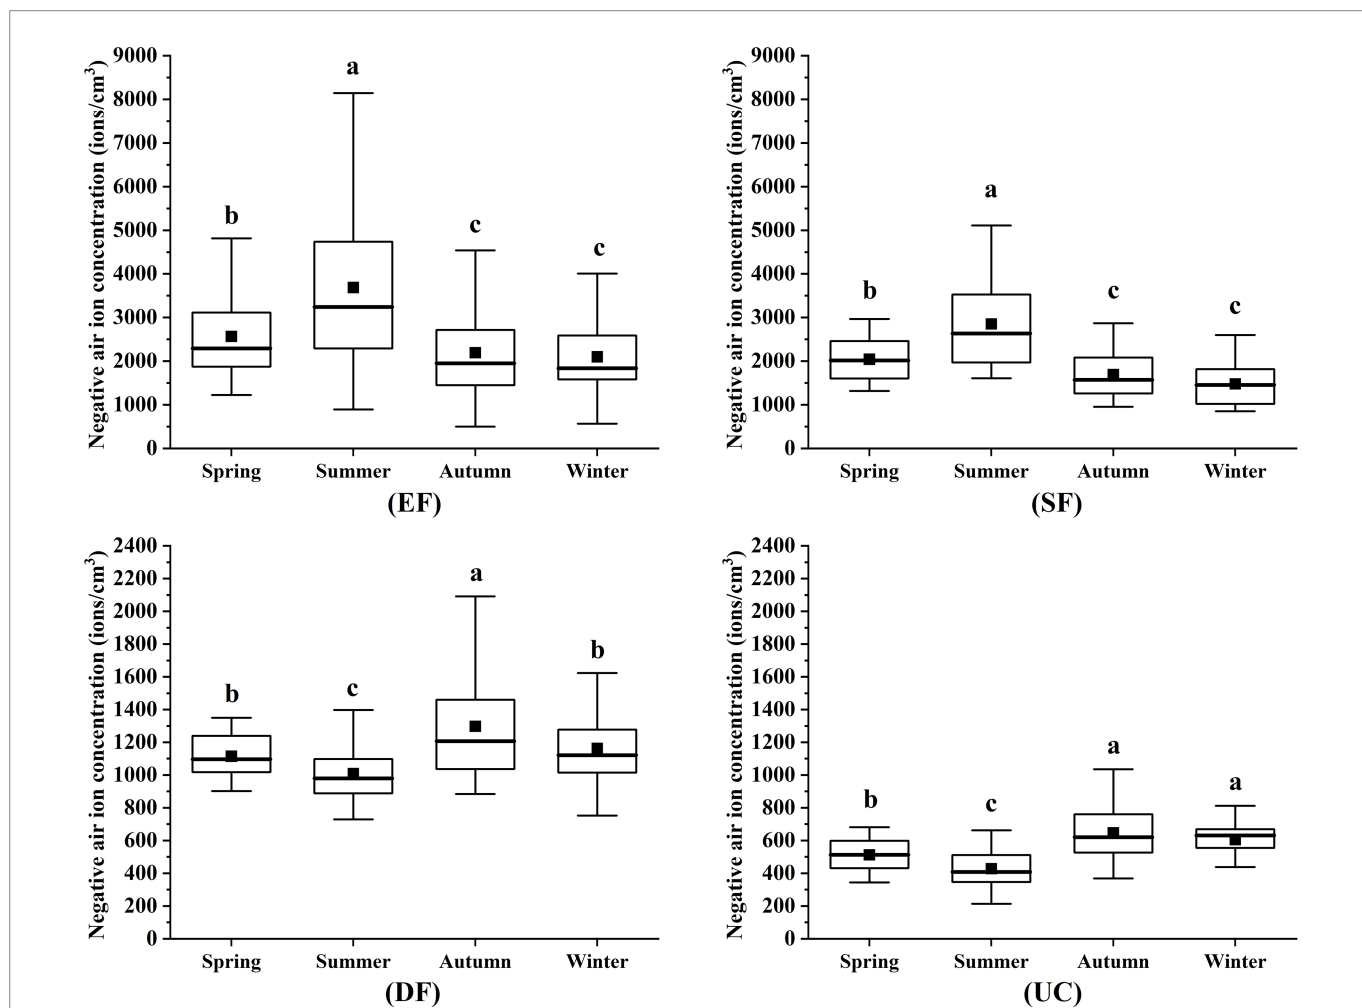 Negative air ion concentration (ions/cm³)
9000
8000
7000
6000
5000
4000
3000
2000
1000
0
b
a
c
c
Spring Summer Autumn Winter
(EF)
Negative air ion concentration (ions/cm³)
9000
8000
7000
6000
5000
4000
3000
2000
1000
0
b
a
c
c
Spring Summer Autumn Winter
(SF)
Negative air ion concentration (ions/cm³)
2400
2200
2000
1800
1600
1400
1200
1000
800
600
400
200
0
b
c
a
b
Spring Summer Autumn Winter
(DF)
Negative air ion concentration (ions/cm³)
2400
2200
2000
1800
1600
1400
1200
1000
800
600
400
200
0
b
c
a
a
Spring Summer Autumn Winter
(UC)